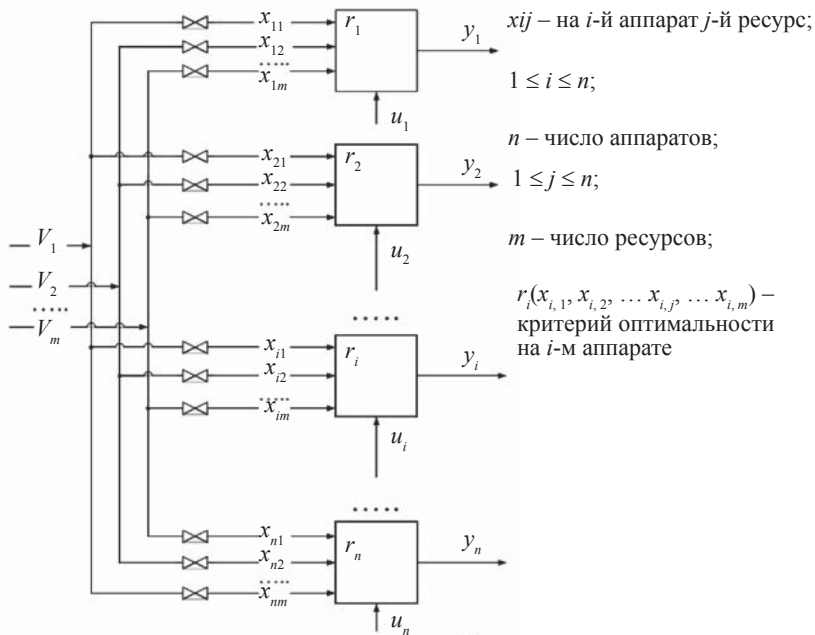 x11
r1
y1
x12
x1m
u1
x21
r2
y2
x22
x2m
u2
V1
V2
Vm
xi1
ri
yi
xi2
xim
ui
xn1
rn
yn
xn2
xnm
un
xij – на i-й аппарат j-й ресурс;
1 ≤ i ≤ n;
n – число аппаратов;
1 ≤ j ≤ n;
m – число ресурсов;
ri(xi, 1, xi, 2, … xi, j, … xi, m) –
критерий оптимальности
на i-м аппарате